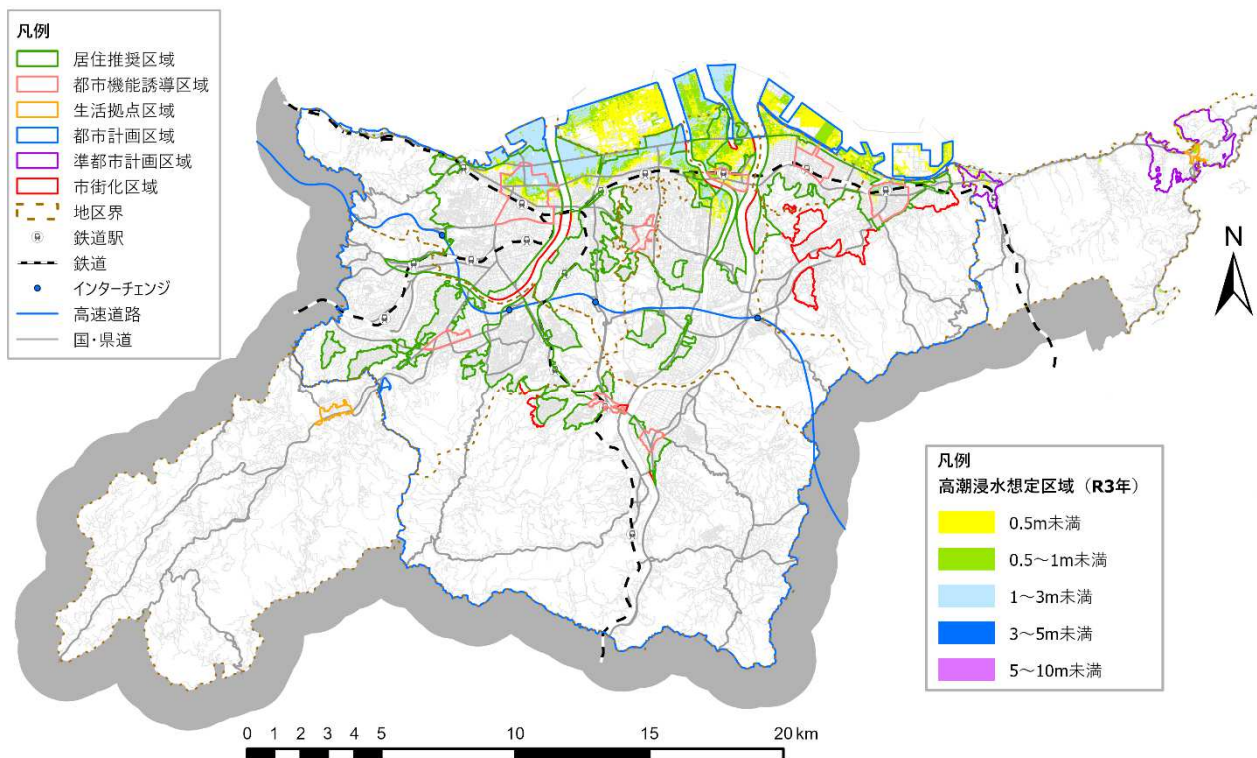 凡例
居住推奨区域
都市機能誘導区域
生活拠点区域
都市計画区域
準都市計画区域
市街化区域
地区界
鉄道駅
鉄道
インターチェンジ
高速道路
国・県道
N
凡例
高潮浸水想定区域（R3年）
0.5m未満
0.5～1m未満
1～3m未満
3～5m未満
5～10m未満
0 1 2 3 4 5 10 15 20 km